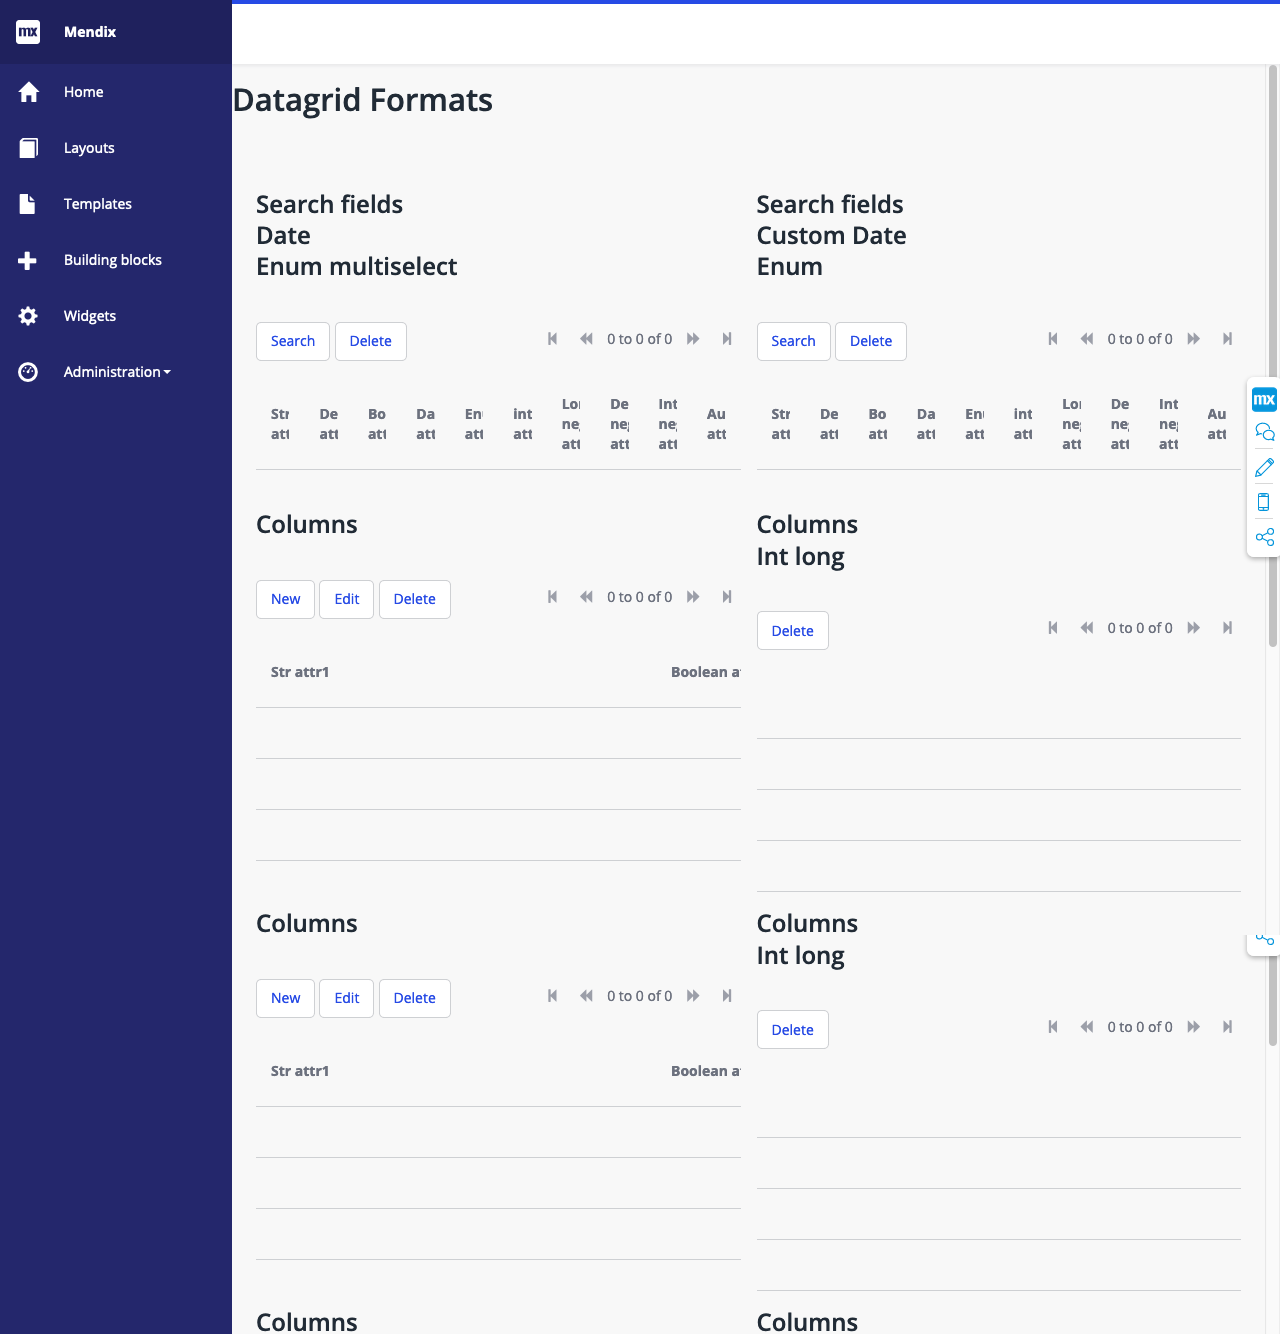 mx Mendix
Home
Layouts
Templates
Building blocks
Widgets
Administration
Datagrid Formats
Search fields
Date
Enum multiselect
Search Delete 0 to 0 of 0
Str att De att Bo att Da att En att int att Lo ne att De ne att Int ne att Au att
Search fields
Custom Date
Enum
Search Delete 0 to 0 of 0
Str att De att Bo att Da att En att int att Lo ne att De ne att Int ne att Au att
mx
Columns
New Edit Delete 0 to 0 of 0
Str attr1 Boolean a
Columns
Int long
Delete 0 to 0 of 0
Columns
New Edit Delete 0 to 0 of 0
Str attr1 Boolean a
Columns
Int long
Delete 0 to 0 of 0
Columns
Columns